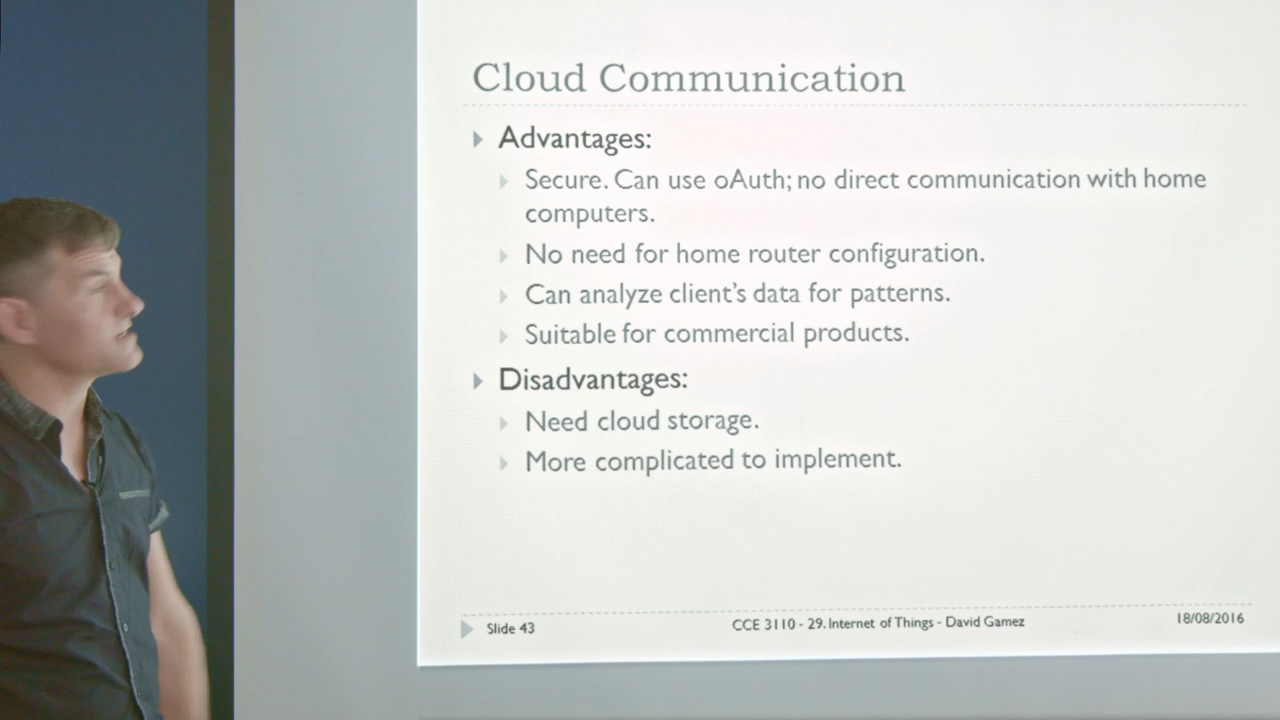 Cloud Communication
Advantages:
Secure. Can use oAuth; no direct communication with home
computers.
No need for home router configuration.
Can analyze client's data for patterns.
Suitable for commercial products.
Disadvantages:
Need cloud storage.
More complicated to implement.
Slide 43
CCE 3110 - 29. Internet of Things - David Gamez
18/08/2016